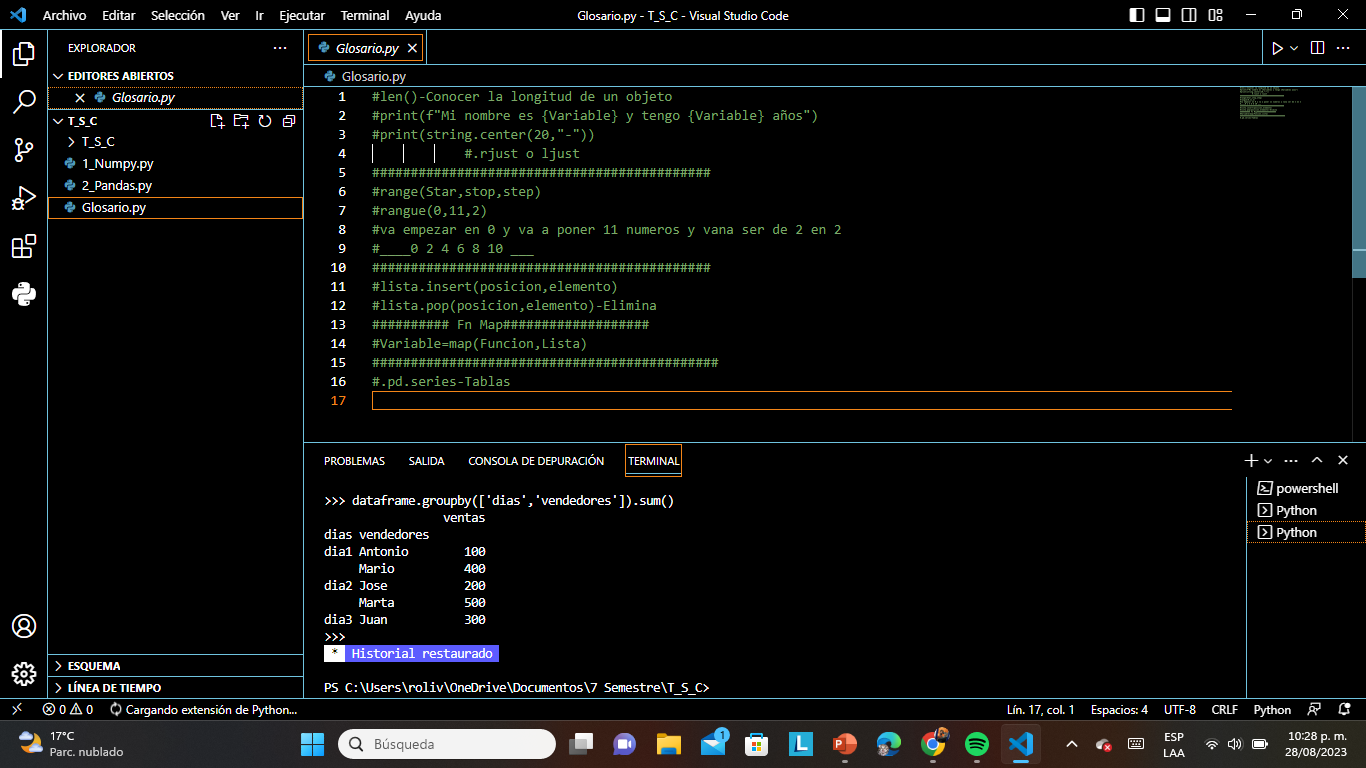 Archivo Editar Selección Ver Ir Ejecutar Terminal Ayuda
Glosario.py - T_S_C - Visual Studio Code
EXPLORADOR
EDITORES ABIERTOS
Glosario.py
T_S_C
T_S_C
1_Numpy.py
2_Pandas.py
Glosario.py
ESQUEMA
LÍNEA DE TIEMPO
Glosario.py
Glosario.py
1 #len()-Conocer la longitud de un objeto
2 #print(f"Mi nombre es {Variable} y tengo {Variable} años")
3 #print(string.center(20,"-"))
4 #.rjust o ljust
5 ############################################
6 #range(Star,stop,step)
7 #rangue(0,11,2)
8 #va empezar en 0 y va a poner 11 numeros y vana ser de 2 en 2
9 #____0 2 4 6 8 10 ___
10 ############################################
11 #lista.insert(posicion,elemento)
12 #lista.pop(posicion,elemento)-Elimina
13 ########## Fn Map###################
14 #Variable=map(Funcion,Lista)
15 #############################################
16 #.pd.series-Tablas
17
PROBLEMAS SALIDA CONSOLA DE DEPURACIÓN TERMINAL
>>> dataframe.groupby(['dias','vendedores']).sum()
ventas
dias vendedores
dia1 Antonio 100
Mario 400
dia2 Jose 200
Marta 500
dia3 Juan 300
>>>
* Historial restaurado
PS C:\Users\roliv\OneDrive\Documentos\7 Semestre\T_S_C>
powershell
Python
Python
0 0 Cargando extensión de Python...
Lín. 17, col. 1 Espacios: 4 UTF-8 CRLF Python
17°C
Parc. nublado
Búsqueda
1
L
ESP
LAA
10:28 p. m.
28/08/2023